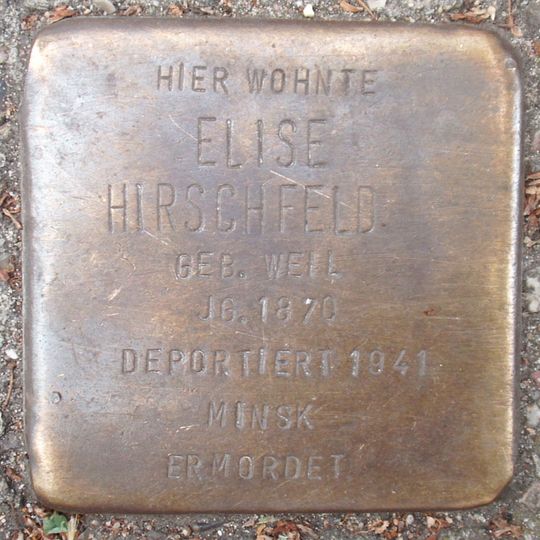 HIER WOHNTE
ELISE
HIRSCHFELD
GEB. WEIL
JG. 1870
DEPORTIERT 1941
MINSK
ERMORDET